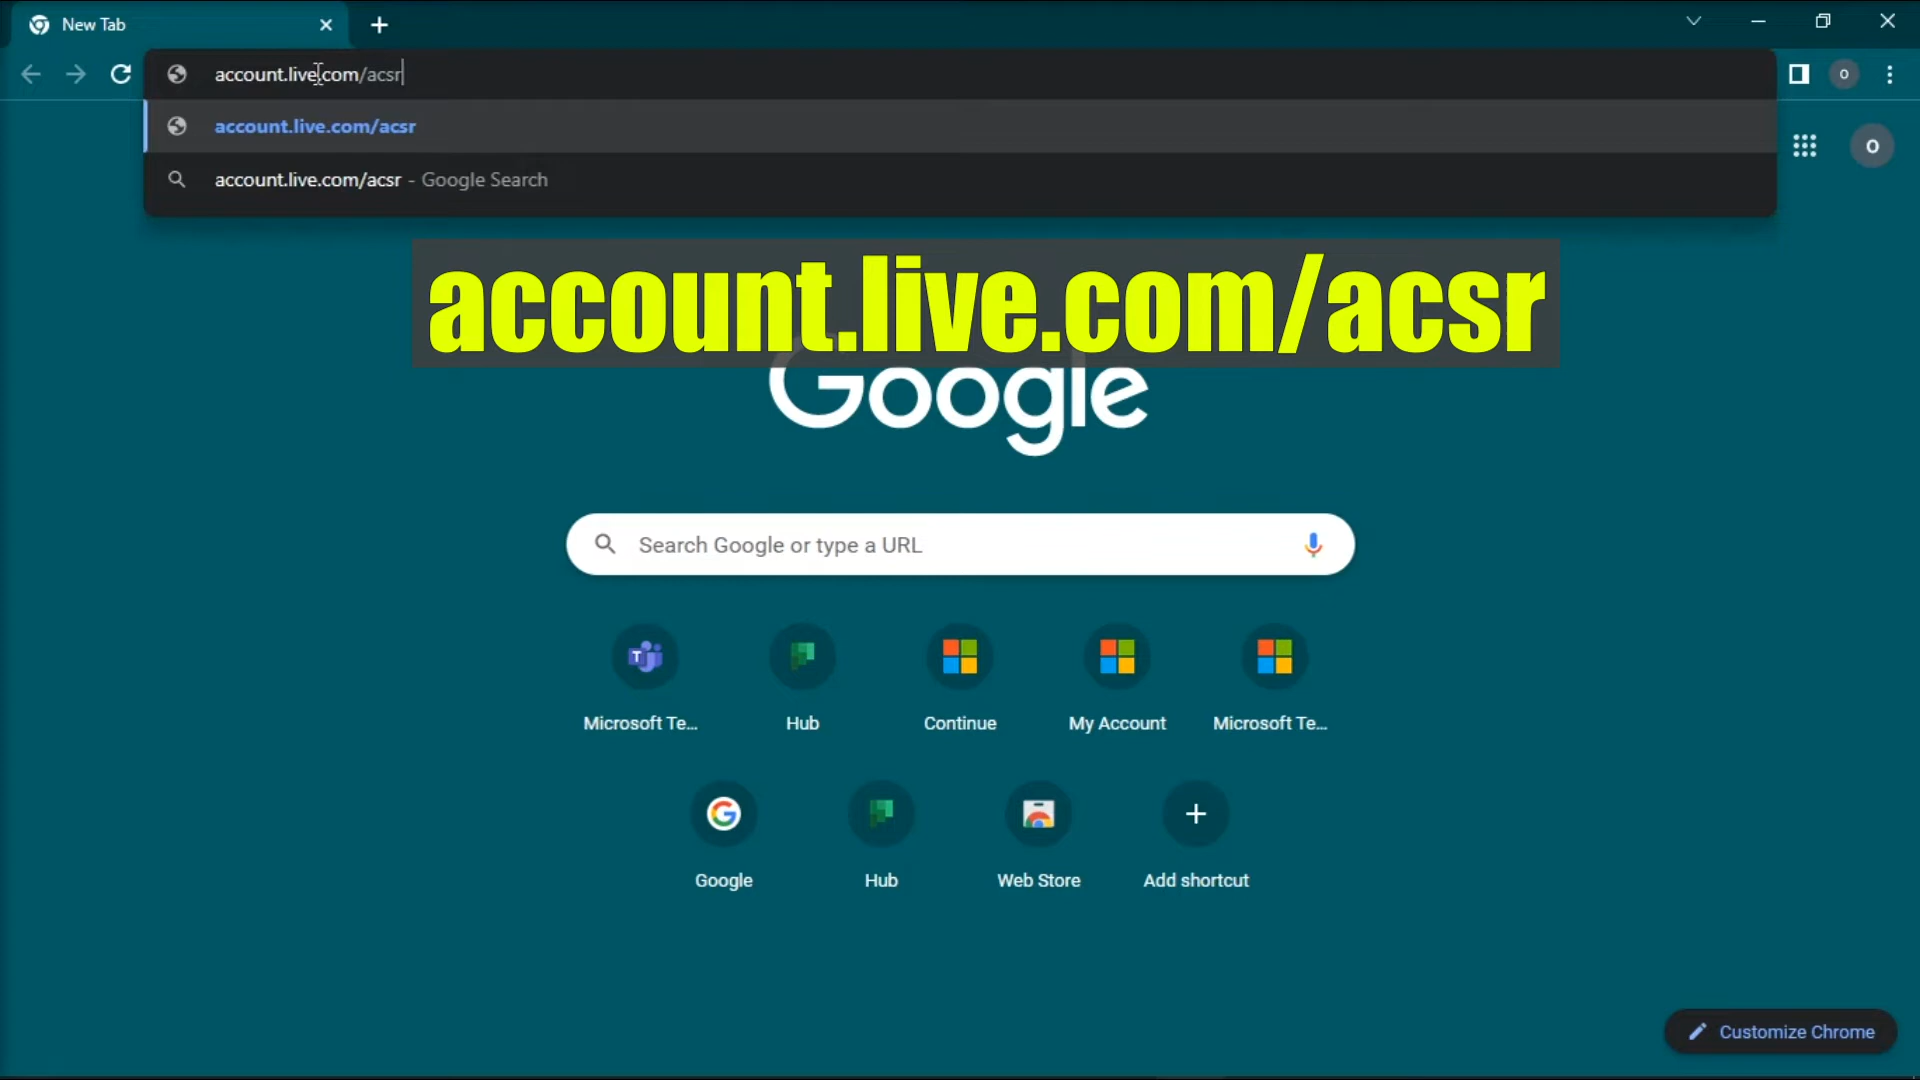 New Tab
account.live.com/acsr
o
account.live.com/acsr
o
account.live.com/acsr - Google Search
account.live.com/acsr
Google
Search Google or type a URL
T
Microsoft Te...
Hub
Continue
My Account
Microsoft Te...
G
Google
Hub
Web Store
Add shortcut
Customize Chrome